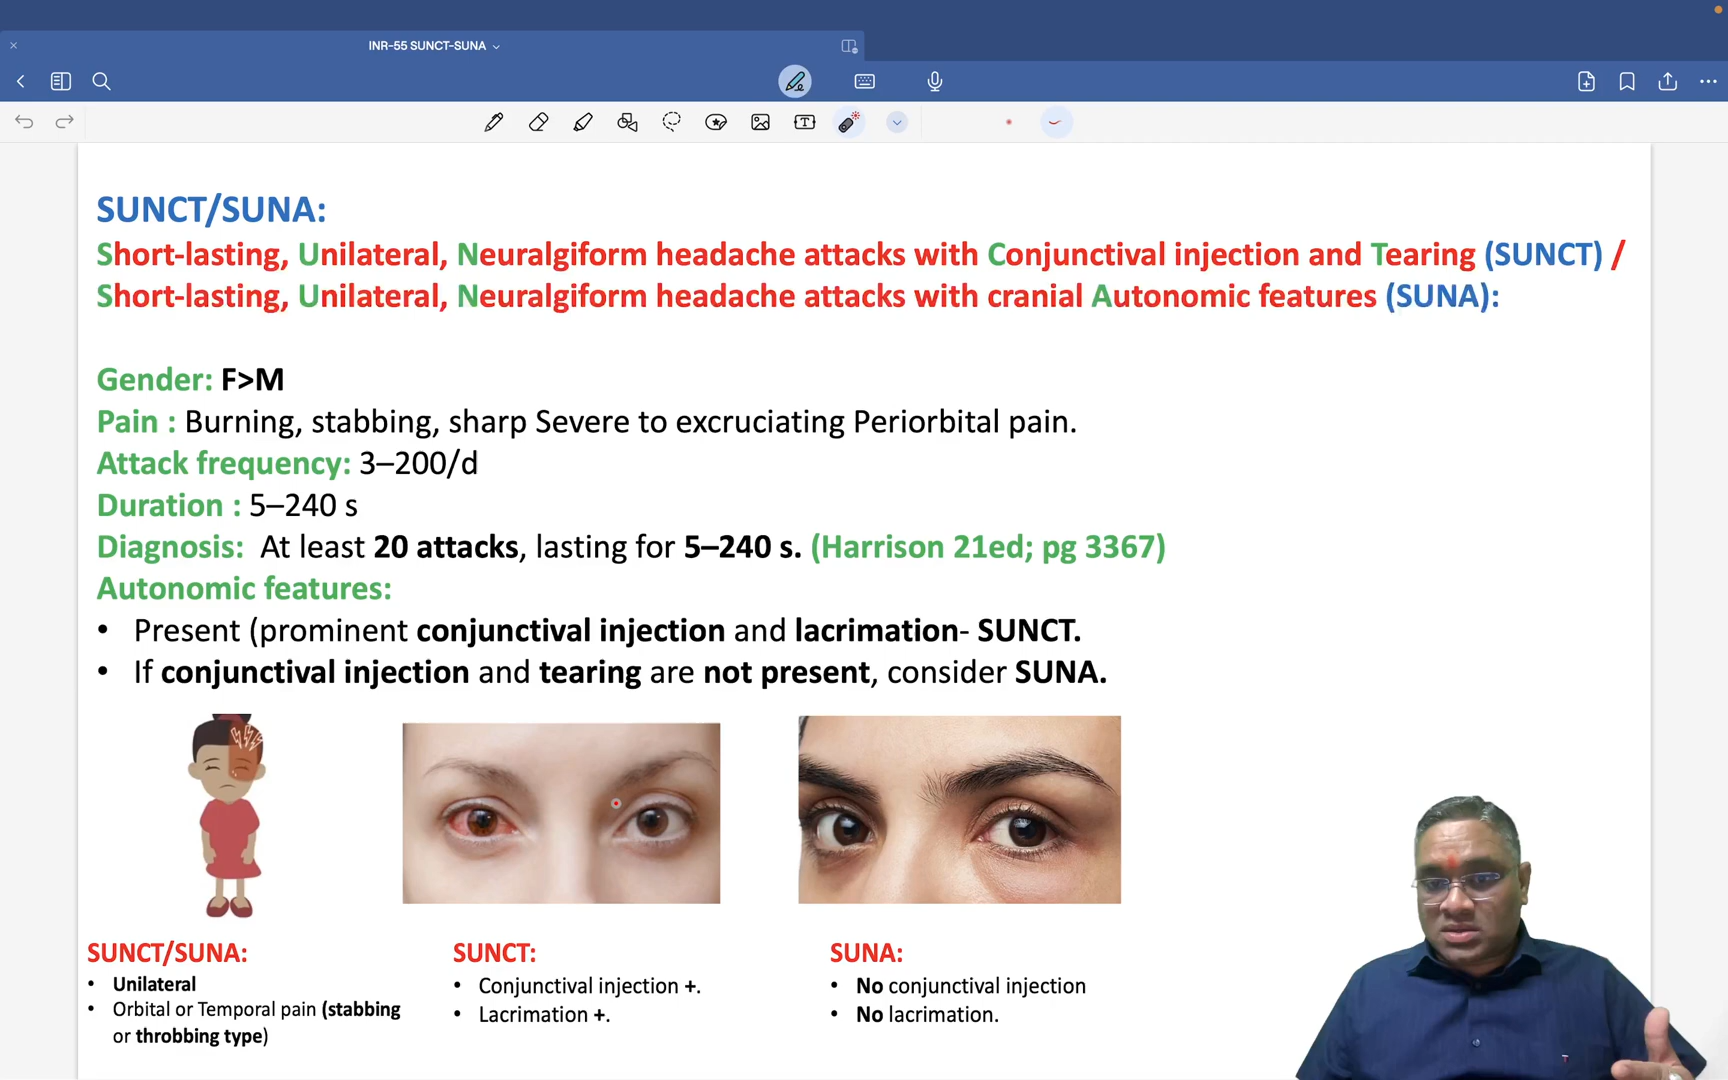 INR-55 SUNCT-SUNA
SUNCT/SUNA:
Short-lasting, Unilateral, Neuralgiform headache attacks with Conjunctival injection and Tearing (SUNCT) /
Short-lasting, Unilateral, Neuralgiform headache attacks with cranial Autonomic features (SUNA):
Gender: F>M
Pain : Burning, stabbing, sharp Severe to excruciating Periorbital pain.
Attack frequency: 3–200/d
Duration : 5–240 s
Diagnosis: At least 20 attacks, lasting for 5–240 s. (Harrison 21ed; pg 3367)
Autonomic features:
• Present (prominent conjunctival injection and lacrimation- SUNCT.
• If conjunctival injection and tearing are not present, consider SUNA.
SUNCT/SUNA:
• Unilateral
• Orbital or Temporal pain (stabbing
or throbbing type)
SUNCT:
• Conjunctival injection +.
• Lacrimation +.
SUNA:
• No conjunctival injection
• No lacrimation.